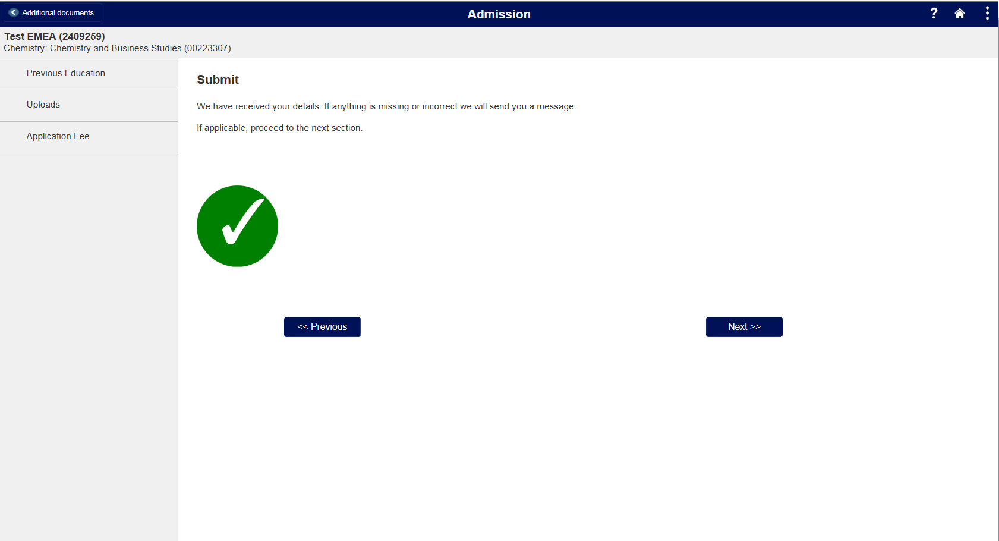 Additional documents
Admission
?
Test EMEA (2409259)
Chemistry: Chemistry and Business Studies (00223307)
Previous Education
Uploads
Application Fee
Submit
We have received your details. If anything is missing or incorrect we will send you a message.
If applicable, proceed to the next section.
<< Previous
Next >>